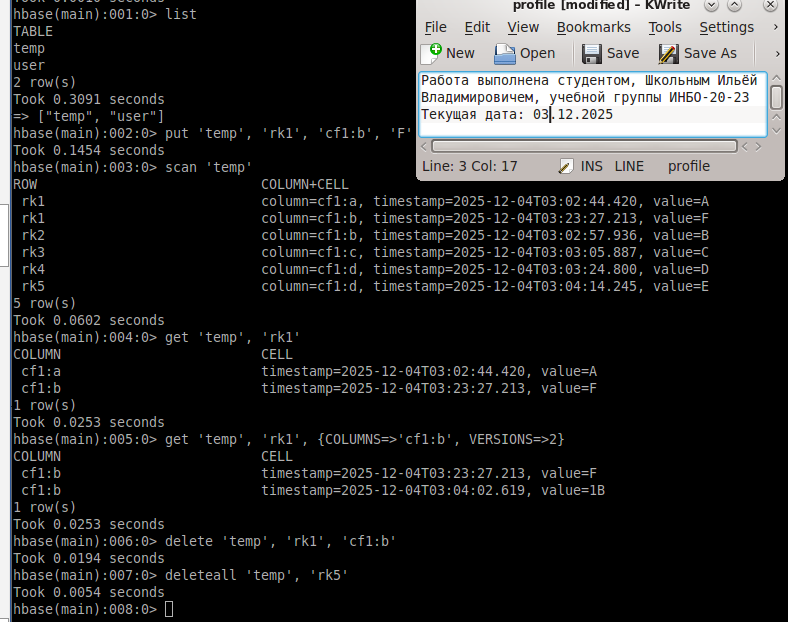 hbase(main):001:0> list
TABLE
temp
user
2 row(s)
Took 0.3091 seconds
=> ["temp", "user"]
hbase(main):002:0> put 'temp', 'rk1', 'cf1:b', 'F'
Took 0.1454 seconds
hbase(main):003:0> scan 'temp'
ROW COLUMN+CELL
rk1 column=cf1:a, timestamp=2025-12-04T03:02:44.420, value=A
rk1 column=cf1:b, timestamp=2025-12-04T03:23:27.213, value=F
rk2 column=cf1:b, timestamp=2025-12-04T03:02:57.936, value=B
rk3 column=cf1:c, timestamp=2025-12-04T03:03:05.887, value=C
rk4 column=cf1:d, timestamp=2025-12-04T03:03:24.800, value=D
rk5 column=cf1:d, timestamp=2025-12-04T03:04:14.245, value=E
5 row(s)
Took 0.0602 seconds
hbase(main):004:0> get 'temp', 'rk1'
COLUMN CELL
cf1:a timestamp=2025-12-04T03:02:44.420, value=A
cf1:b timestamp=2025-12-04T03:23:27.213, value=F
1 row(s)
Took 0.0253 seconds
hbase(main):005:0> get 'temp', 'rk1', {COLUMNS=>'cf1:b', VERSIONS=>2}
COLUMN CELL
cf1:b timestamp=2025-12-04T03:23:27.213, value=F
cf1:b timestamp=2025-12-04T03:04:02.619, value=1B
1 row(s)
Took 0.0253 seconds
hbase(main):006:0> delete 'temp', 'rk1', 'cf1:b'
Took 0.0194 seconds
hbase(main):007:0> deleteall 'temp', 'rk5'
Took 0.0054 seconds
hbase(main):008:0>
profile [modified] – KWrite
File Edit View Bookmarks Tools Settings
New Open Save Save As
Работа выполнена студентом, Школьным Ильёй
Владимировичем, учебной группы ИНБО-20-23
Текущая дата: 03.12.2025
Line: 3 Col: 17 INS LINE profile